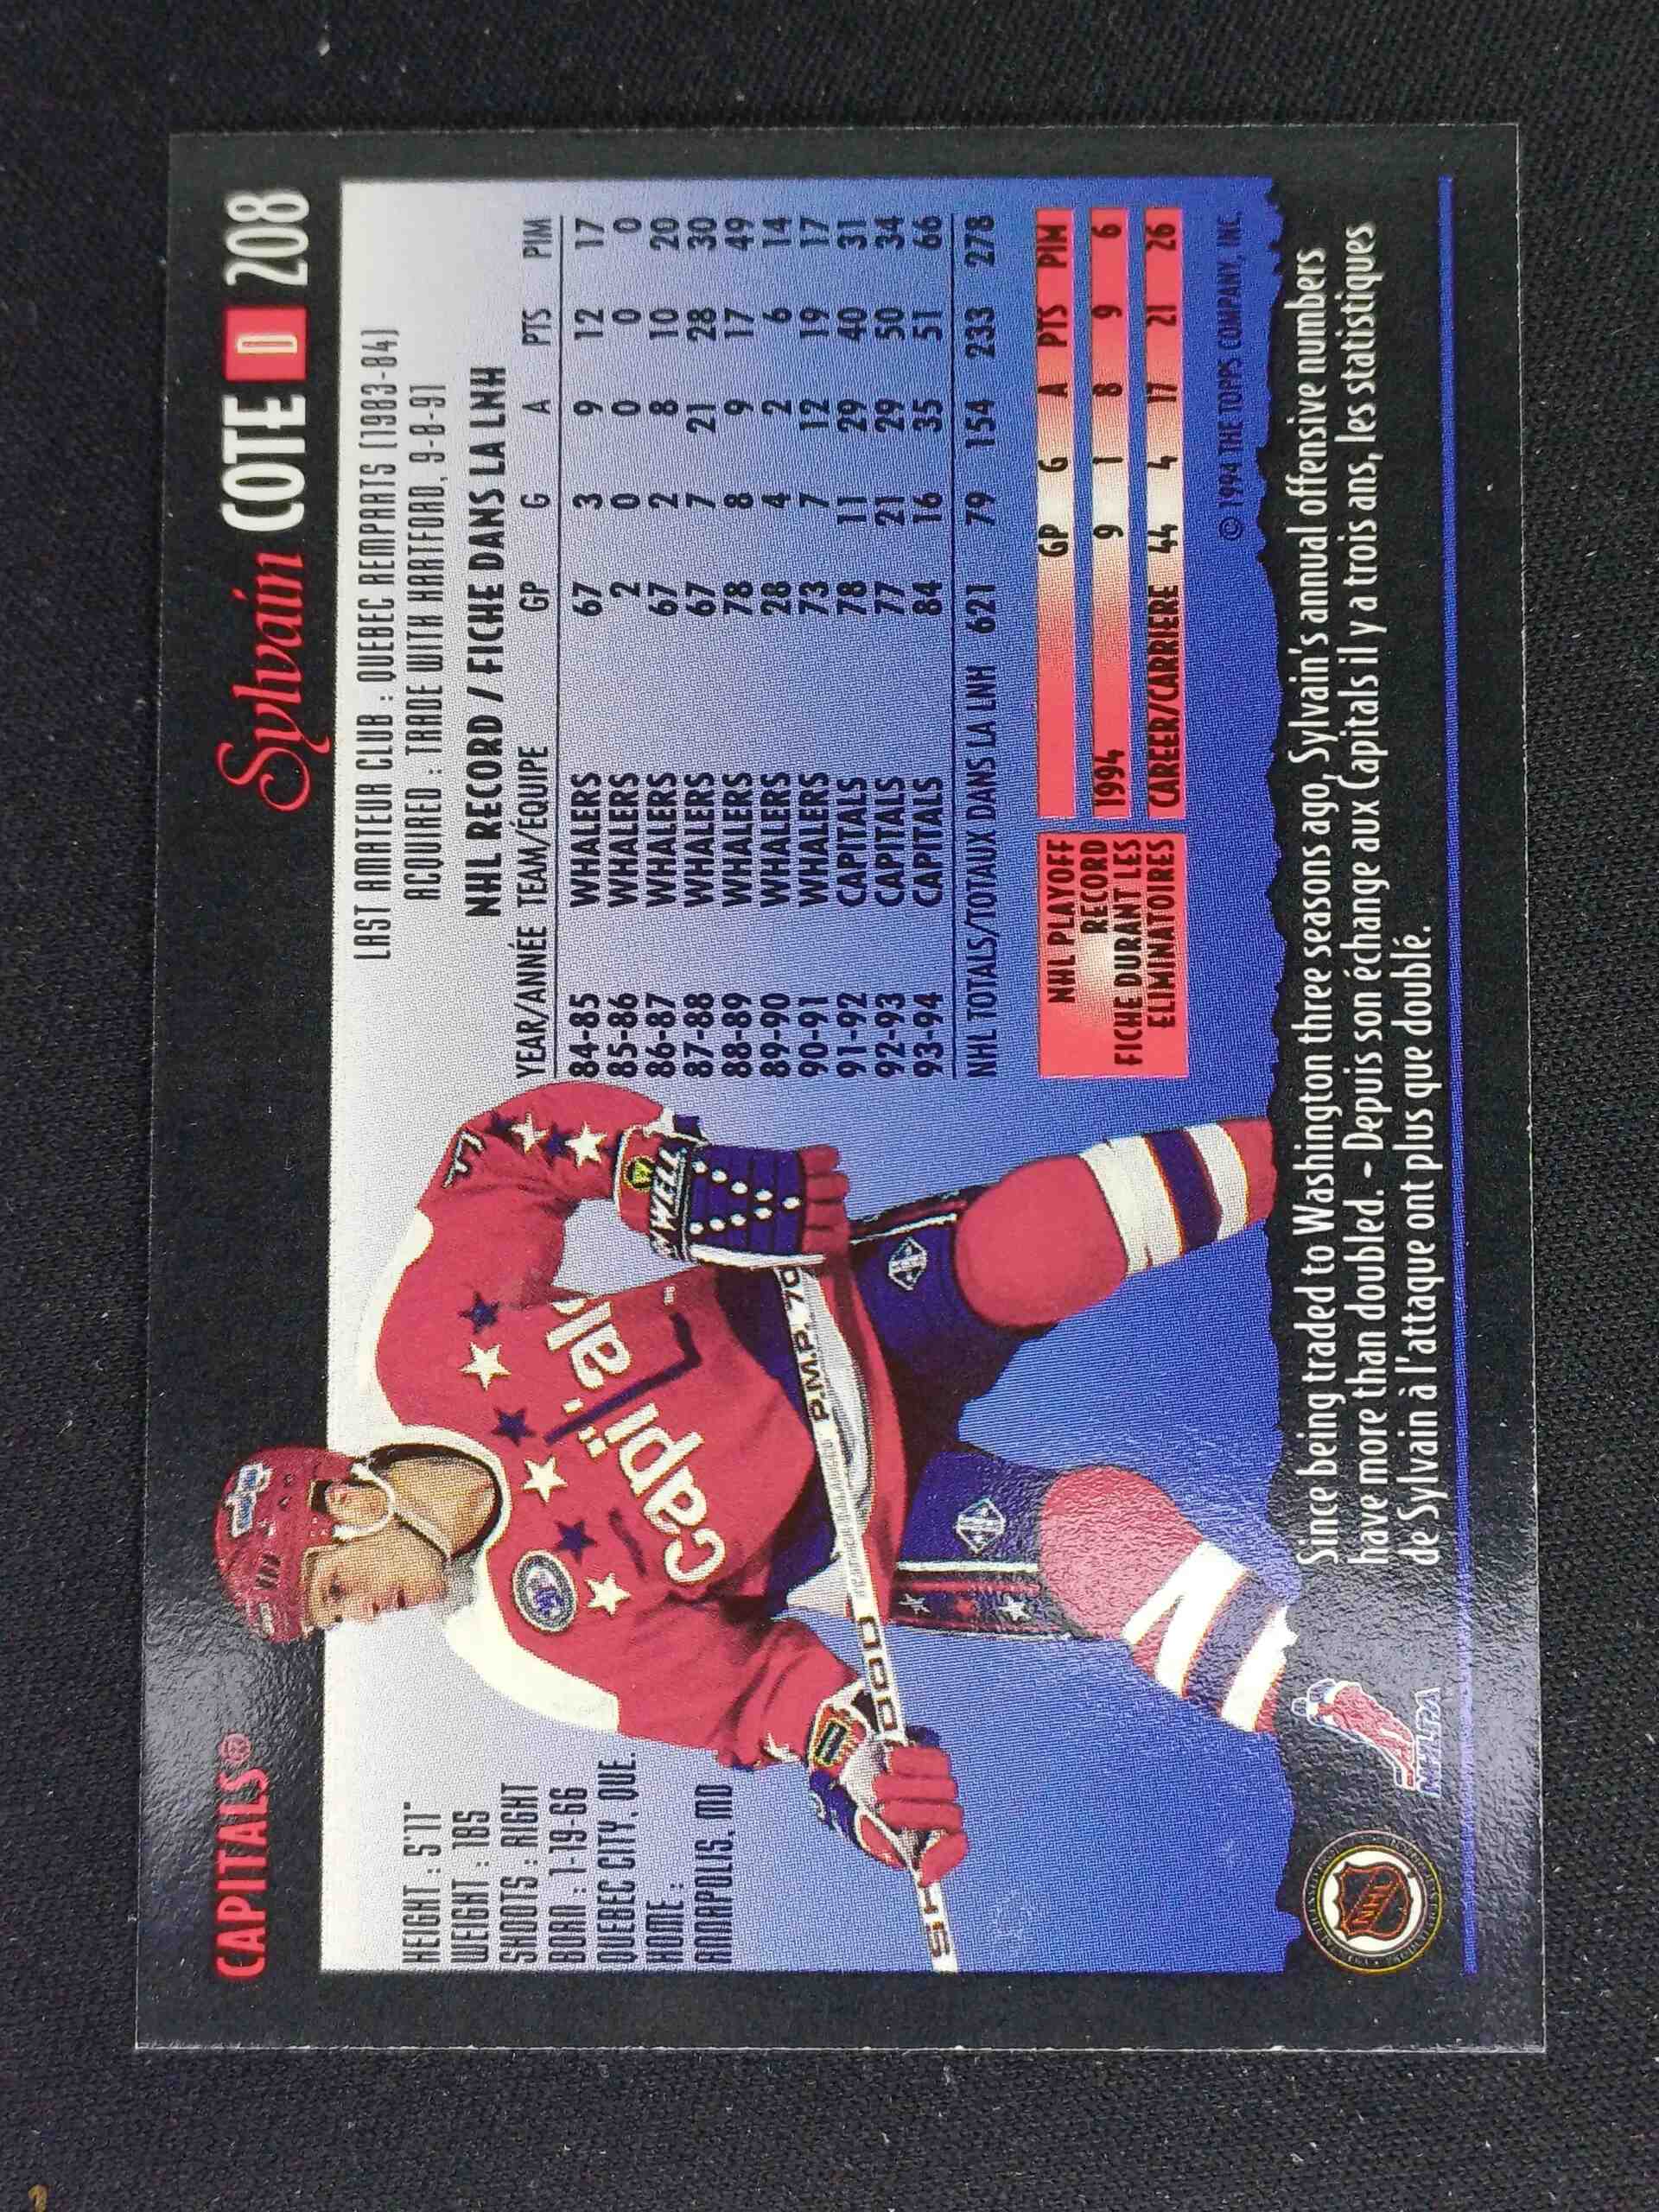 CAPITALS® Sylvain COTE D 208
HEIGHT : 5'11"
WEIGHT : 185
SHOOTS : RIGHT
BORN : 1-19-66
QUEBEC CITY, QUE.
HOME :
ANNAPOLIS, MD
LAST AMATEUR CLUB : QUEBEC REMPARTS (1983-84)
ACQUIRED : TRADE WITH HARTFORD, 9-8-91
NHL RECORD / FICHE DANS LA LNH
YEAR/ANNÉE TEAM/ÉQUIPE GP G A PTS PIM
84-85 WHALERS 67 3 9 12 17
85-86 WHALERS 2 0 0 0 0
86-87 WHALERS 67 2 8 10 20
87-88 WHALERS 67 7 21 28 30
88-89 WHALERS 78 8 9 17 49
89-90 WHALERS 28 4 2 6 14
90-91 WHALERS 73 7 12 19 17
91-92 CAPITALS 78 11 29 40 31
92-93 CAPITALS 77 21 29 50 34
93-94 CAPITALS 84 16 35 51 66
NHL TOTALS/TOTAUX DANS LA LNH 621 79 154 233 278
NHL PLAYOFF
RECORD
FICHE DURANT LES
ELIMINATOIRES
GP G A PTS PIM
1994 9 1 8 9 6
CAREER/CARRIERE 44 4 17 21 26
© 1994 THE TOPPS COMPANY, INC.
Capi
als
WELL
P.M.P. 70
NHL
NHLPA
Since being traded to Washington three seasons ago, Sylvain's annual offensive numbers
have more than doubled. - Depuis son échange aux Capitals il y a trois ans, les statistiques
de Sylvain à l'attaque ont plus que doublé.